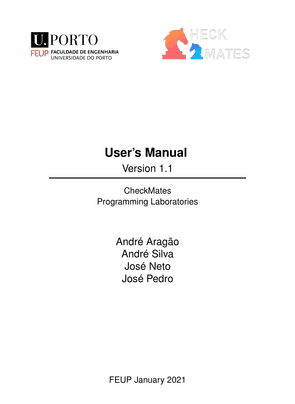 U. PORTO
FEUP FACULDADE DE ENGENHARIA
UNIVERSIDADE DO PORTO
HECK
MATES
User's Manual
Version 1.1
CheckMates
Programming Laboratories
André Aragão
André Silva
José Neto
José Pedro
FEUP January 2021